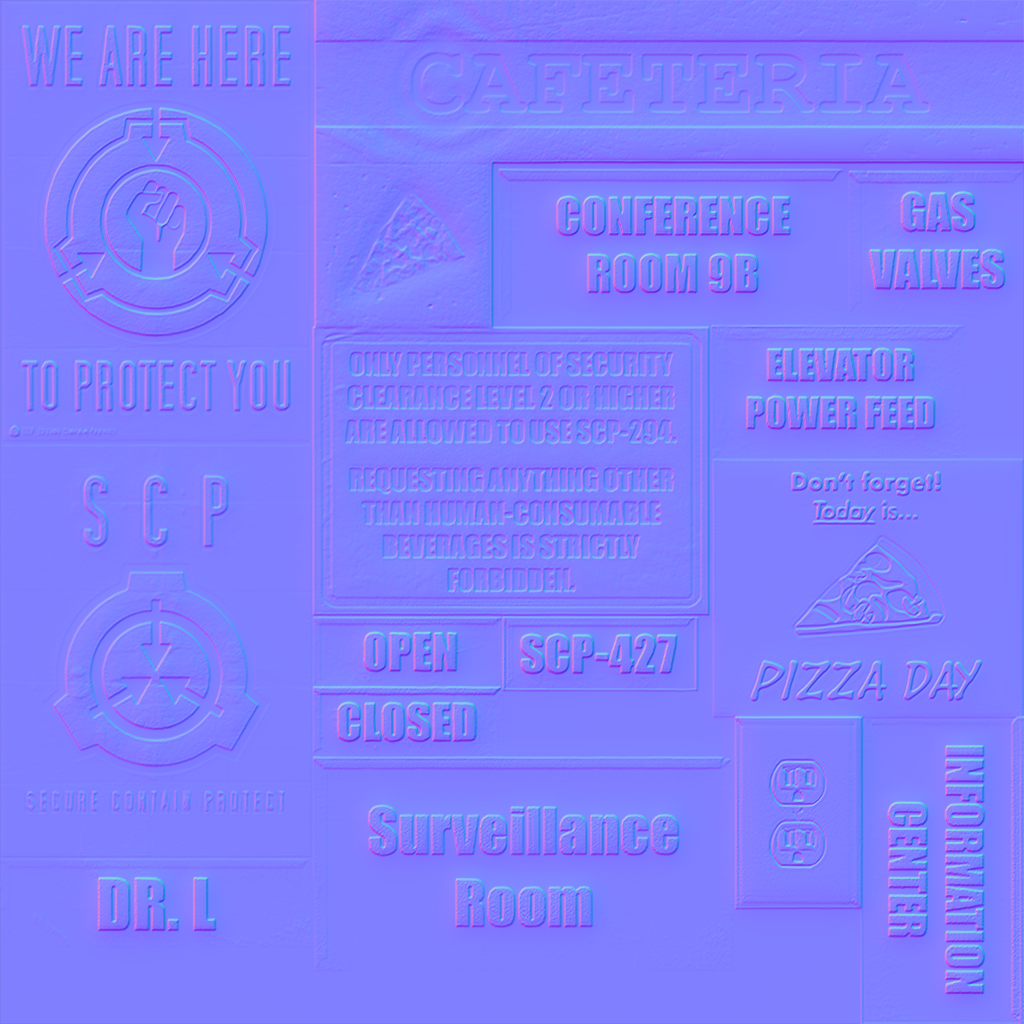 WE ARE HERE
TO PROTECT YOU
S C P
SECURE CONTAIN PROTECT
DR. L
CAFETERIA
CONFERENCE
ROOM 9B
GAS
VALVES
ONLY PERSONNEL OF SECURITY
CLEARANCE LEVEL 2 OR HIGHER
ARE ALLOWED TO USE SCP-294.
REQUESTING ANYTHING OTHER
THAN HUMAN-CONSUMABLE
BEVERAGES IS STRICTLY
FORBIDDEN.
ELEVATOR
POWER FEED
Don't forget!
Today is...
PIZZA DAY
OPEN
SCP-427
CLOSED
Surveillance
Room
INFORMATION
CENTER